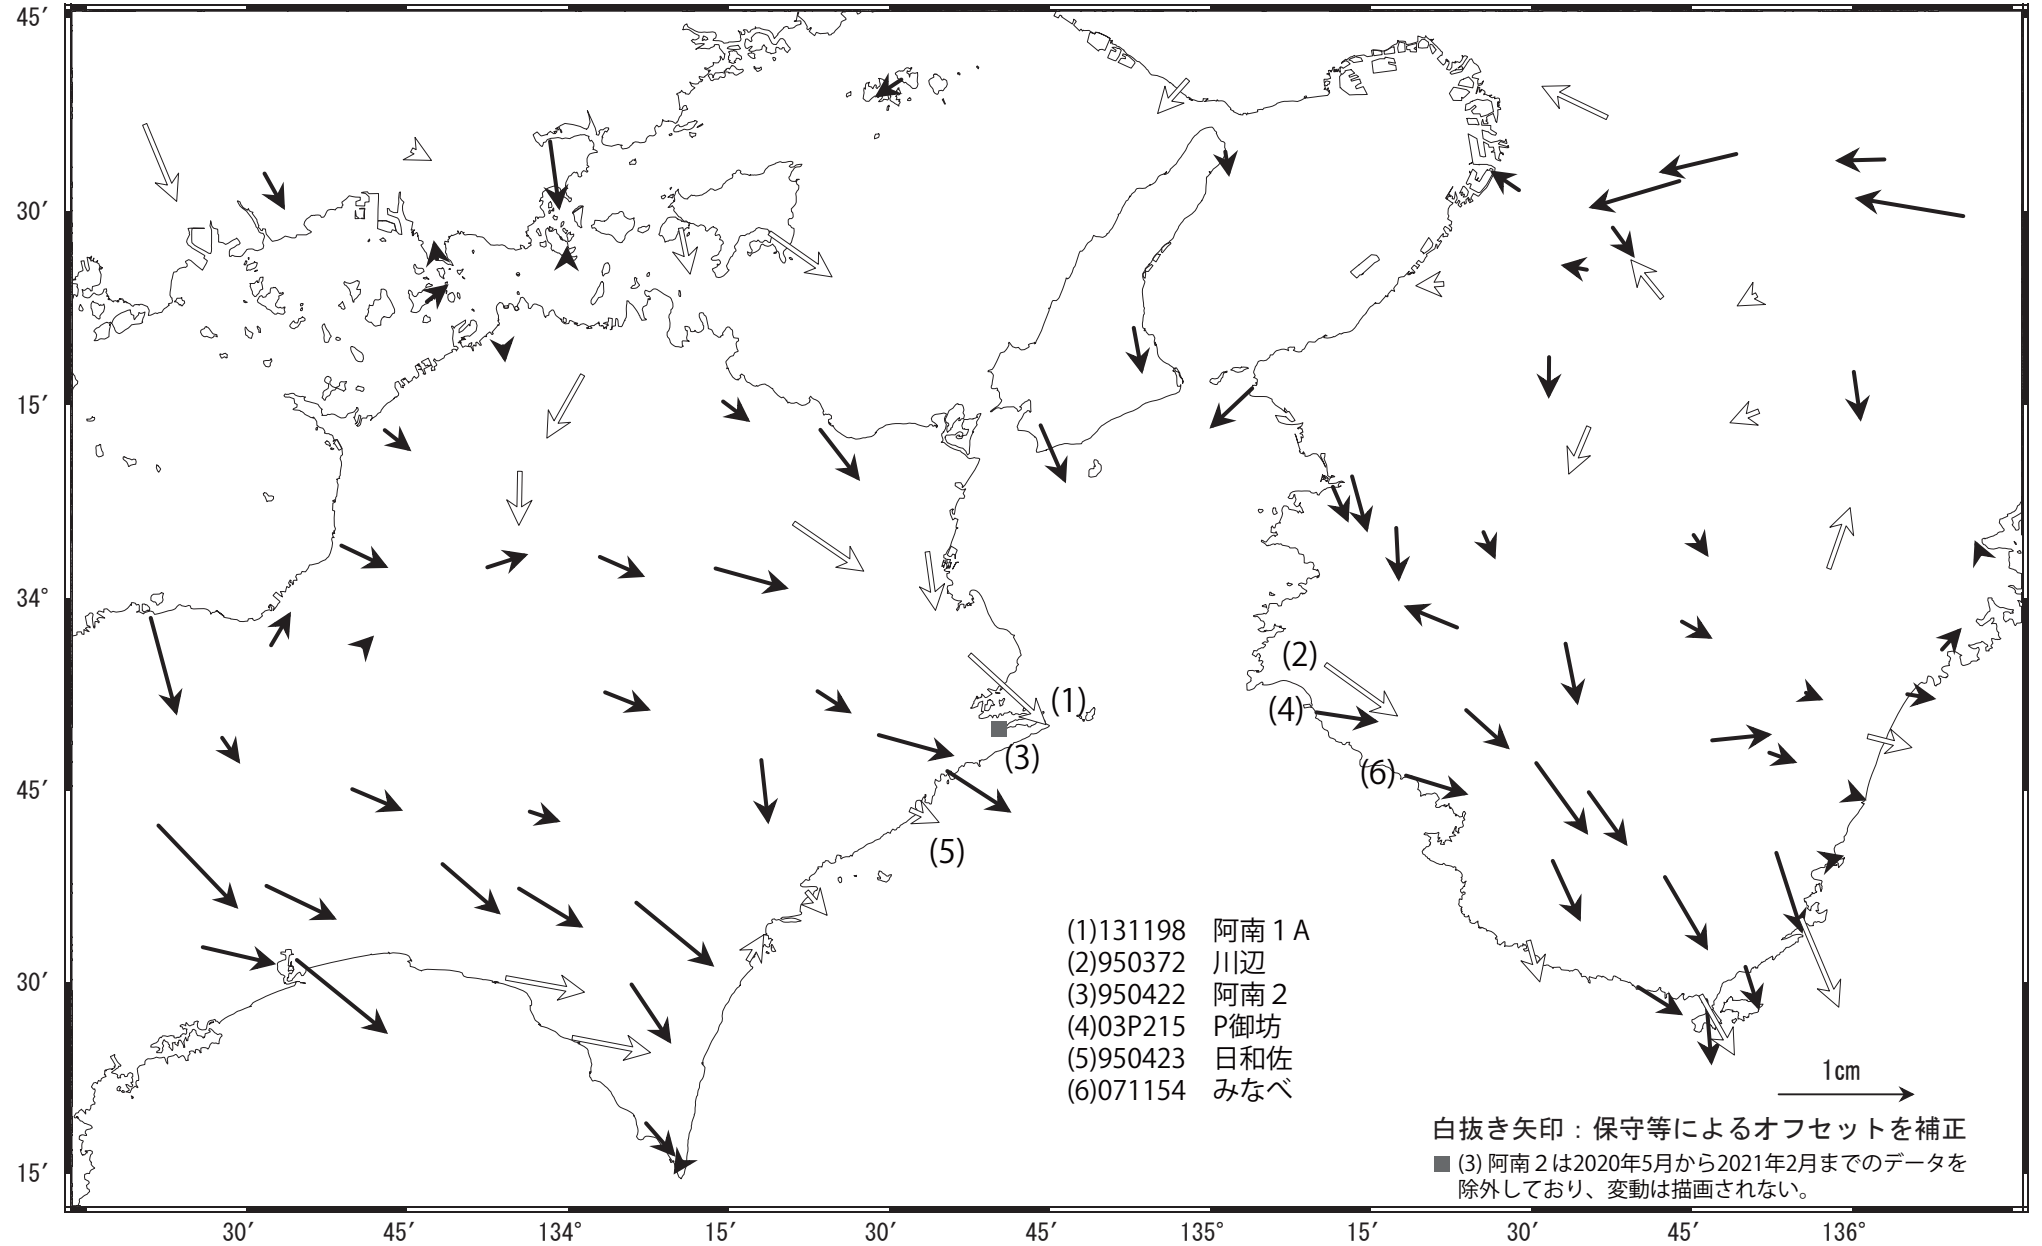 45′
30′
15′
34°
45′
30′
15′
(1)
(2)
(3)
(4)
(5)
(6)
(1)131198 阿南１A
(2)950372 川辺
(3)950422 阿南２
(4)03P215 P御坊
(5)950423 日和佐
(6)071154 みなべ
1cm
白抜き矢印：保守等によるオフセットを補正
(3) 阿南２は2020年5月から2021年2月までのデータを
除外しており、変動は描画されない。
30′ 45′ 134° 15′ 30′ 45′ 135° 15′ 30′ 45′ 136°